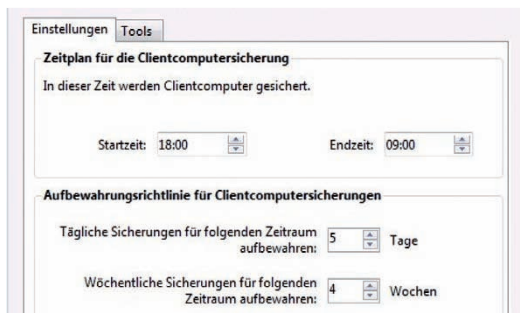 Einstellungen Tools
Zeitplan für die Clientcomputersicherung
In dieser Zeit werden Clientcomputer gesichert.
Startzeit: 18:00 Endzeit: 09:00
Aufbewahrungsrichtlinie für Clientcomputersicherungen
Tägliche Sicherungen für folgenden Zeitraum
aufbewahren: 5 Tage
Wöchentliche Sicherungen für folgenden
Zeitraum aufbewahren: 4 Wochen